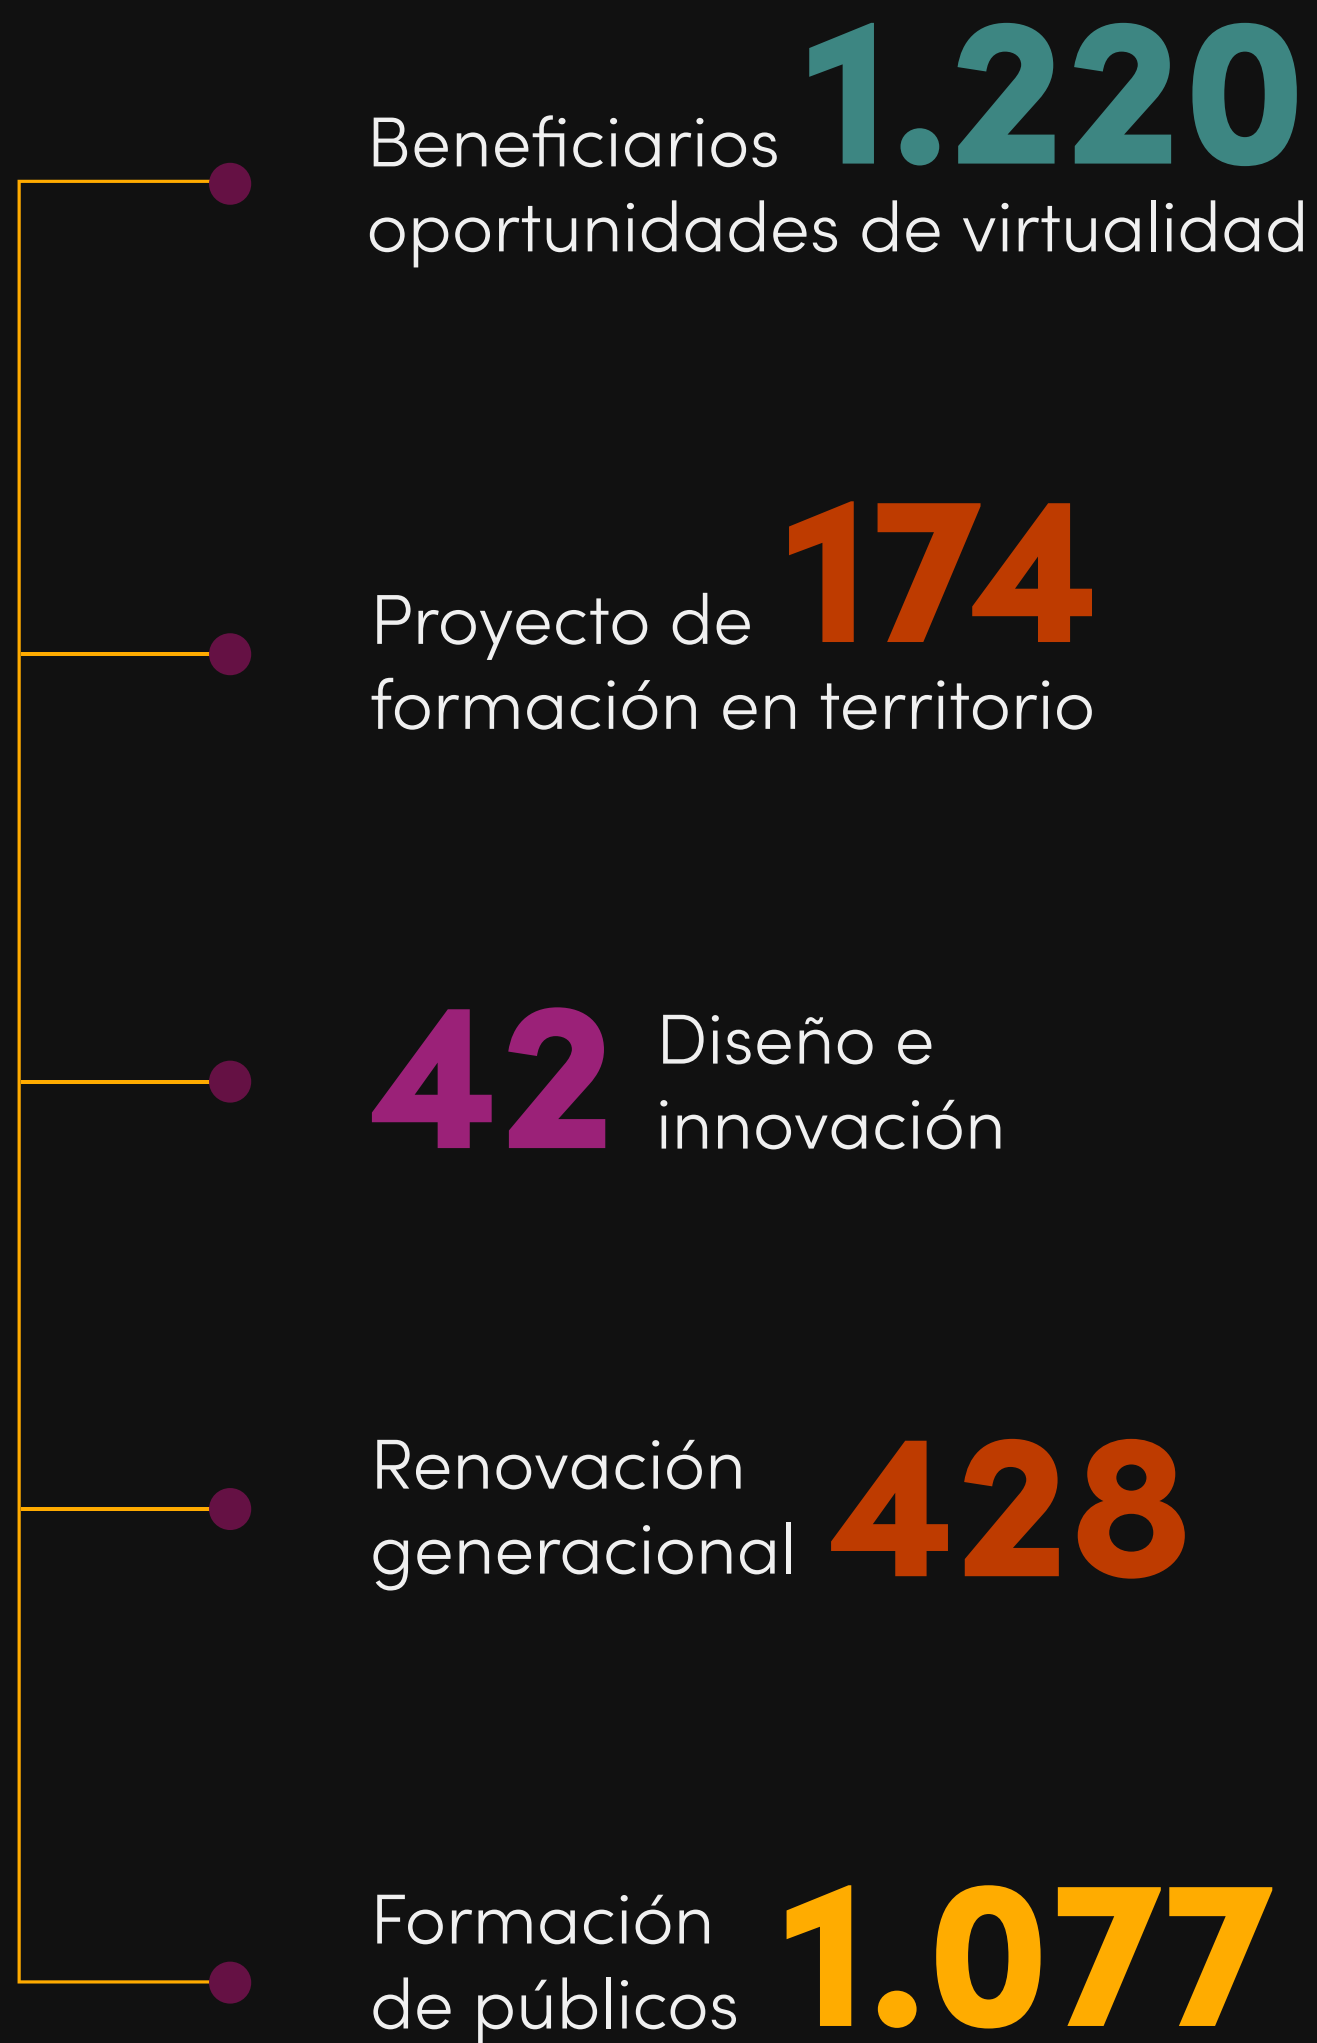 Beneficiarios 1.220
oportunidades de virtualidad
Proyecto de 174
formación en territorio
42 Diseño e
innovación
Renovación
generacional 428
Formación
de públicos 1.077